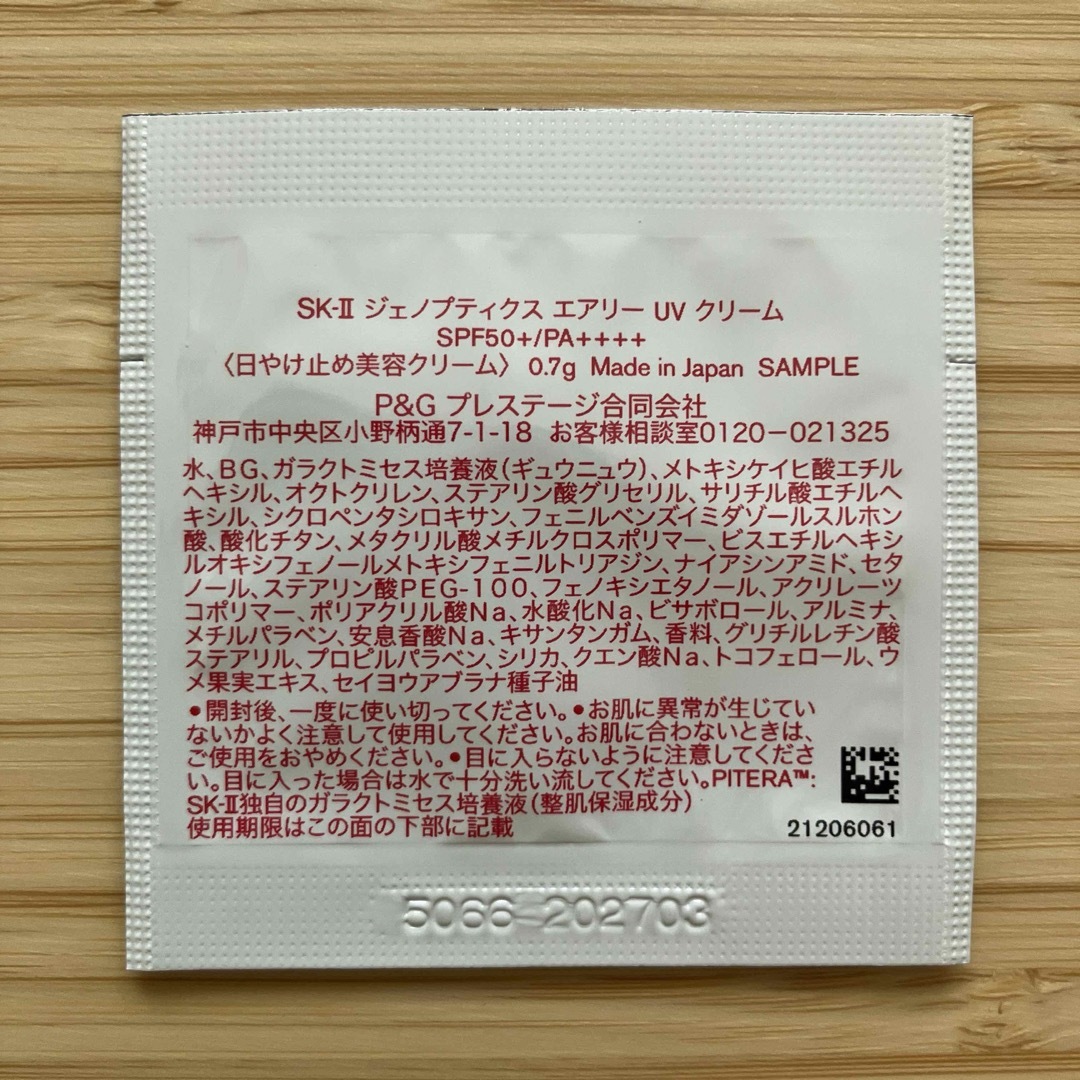 SK-Ⅱ ジェノプティクス エアリー UV クリーム
SPF50+/PA++++
〈日やけ止め美容クリーム〉 0.7g Made in Japan SAMPLE
P&G プレステージ合同会社
神戸市中央区小野柄通7-1-18 お客様相談室0120-021325
水、BG、ガラクトミセス培養液(ギュウニュウ)、メトキシケイヒ酸エチル
ヘキシル、オクトクリレン、ステアリン酸グリセリル、サリチル酸エチルヘ
キシル、シクロペンタシロキサン、フェニルベンズイミダゾールスルホン
酸、酸化チタン、メタクリル酸メチルクロスポリマー、ビスエチルヘキシ
ルオキシフェノールメトキシフェニルトリアジン、ナイアシンアミド、セタ
ノール、ステアリン酸PEG-100、フェノキシエタノール、アクリレーツ
コポリマー、ポリアクリル酸Na、水酸化Na、ビサボロール、アルミナ、
メチルパラベン、安息香酸Na、キサンタンガム、香料、グリチルレチン酸
ステアリル、プロピルパラベン、シリカ、クエン酸Na、トコフェロール、ウ
メ果実エキス、セイヨウアブラナ種子油
●開封後、一度に使い切ってください。●お肌に異常が生じてい
ないかよく注意して使用してください。お肌に合わないときは、
ご使用をおやめください。●目に入らないように注意してくださ
い。目に入った場合は水で十分洗い流してください。PITERA™:
SK-Ⅱ独自のガラクトミセス培養液(整肌保湿成分)
使用期限はこの面の下部に記載
21206061
5066-202703